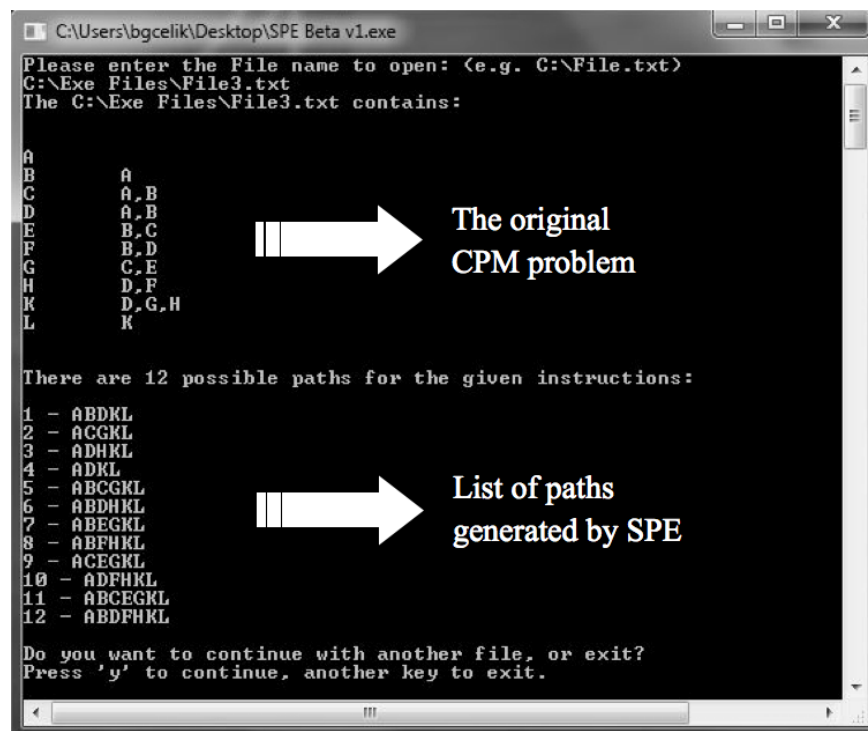 C:\Users\bgcelik\Desktop\SPE Beta v1.exe
Please enter the File name to open: (e.g. C:\File.txt)
C:\Exe Files\File3.txt
The C:\Exe Files\File3.txt contains:
A
B A
C A,B
D A,B
E B,C
F B,D
G C,E
H D,F
K D,G,H
L K
The original
CPM problem
There are 12 possible paths for the given instructions:
1 - ABDKL
2 - ACGKL
3 - ADHKL
4 - ADKL
5 - ABCGKL
6 - ABDHKL
7 - ABEGKL
8 - ABFHKL
9 - ACEGKL
10 - ADFHKL
11 - ABCEGKL
12 - ABDFHKL
List of paths
generated by SPE
Do you want to continue with another file, or exit?
Press 'y' to continue, another key to exit.